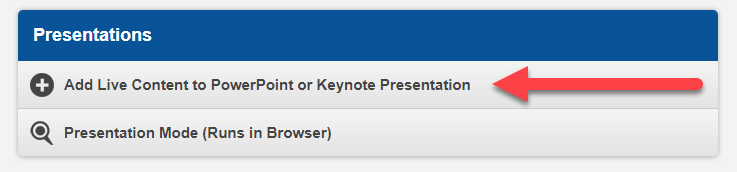 Presentations
Add Live Content to PowerPoint or Keynote Presentation
Presentation Mode (Runs in Browser)